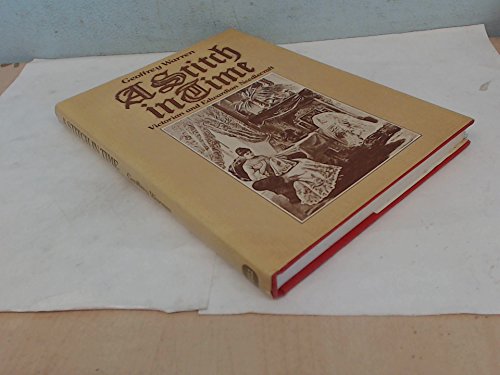 Geoffrey Warren
A Stitch
in Time
Victorian and Edwardian Needlecraft
A STITCH IN TIME
Geoffrey Warren